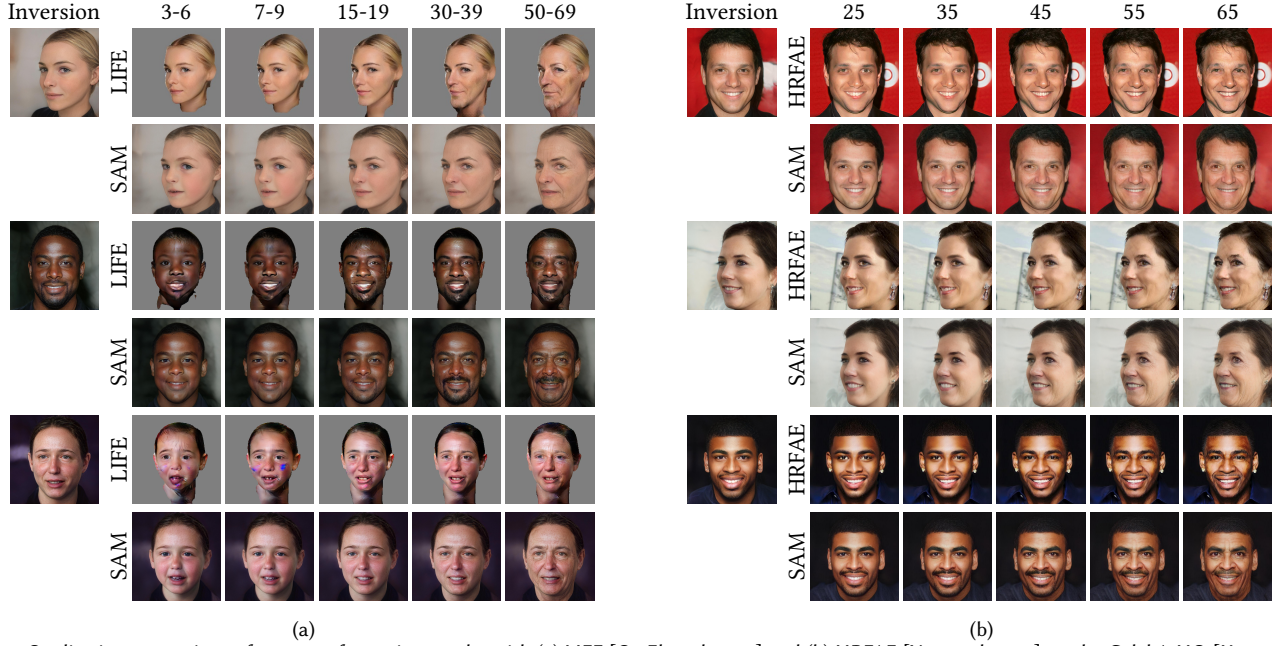 Inversion 3-6 7-9 15-19 30-39 50-69
LIFE
SAM
LIFE
SAM
LIFE
SAM
(a)
Inversion 25 35 45 55 65
HRFAE
SAM
HRFAE
SAM
HRFAE
SAM
(b)